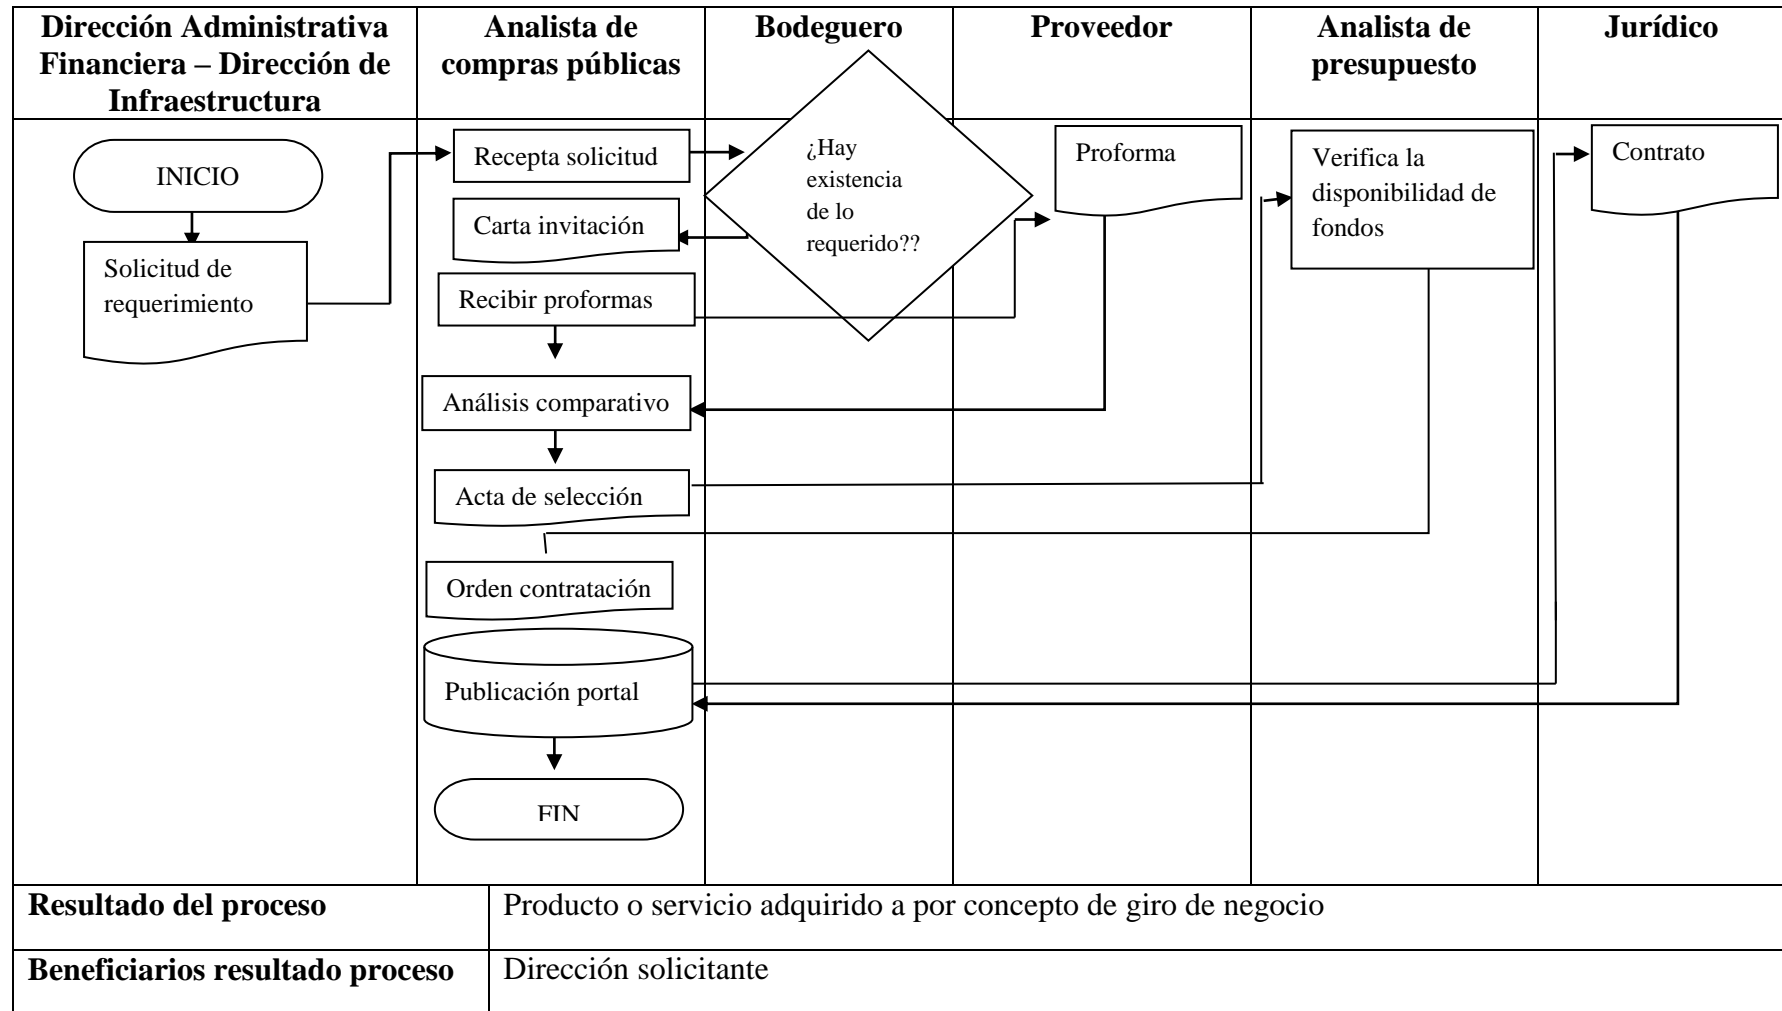 Dirección Administrativa
Financiera – Dirección de
Infraestructura
Analista de
compras públicas
Bodeguero
Proveedor
Analista de
presupuesto
Jurídico
INICIO
Solicitud de
requerimiento
Recepta solicitud
Carta invitación
Recibir proformas
Análisis comparativo
Acta de selección
Orden contratación
Publicación portal
FIN
¿Hay
existencia
de lo
requerido??
Proforma
Verifica la
disponibilidad de
fondos
Contrato
Resultado del proceso
Producto o servicio adquirido a por concepto de giro de negocio
Beneficiarios resultado proceso
Dirección solicitante